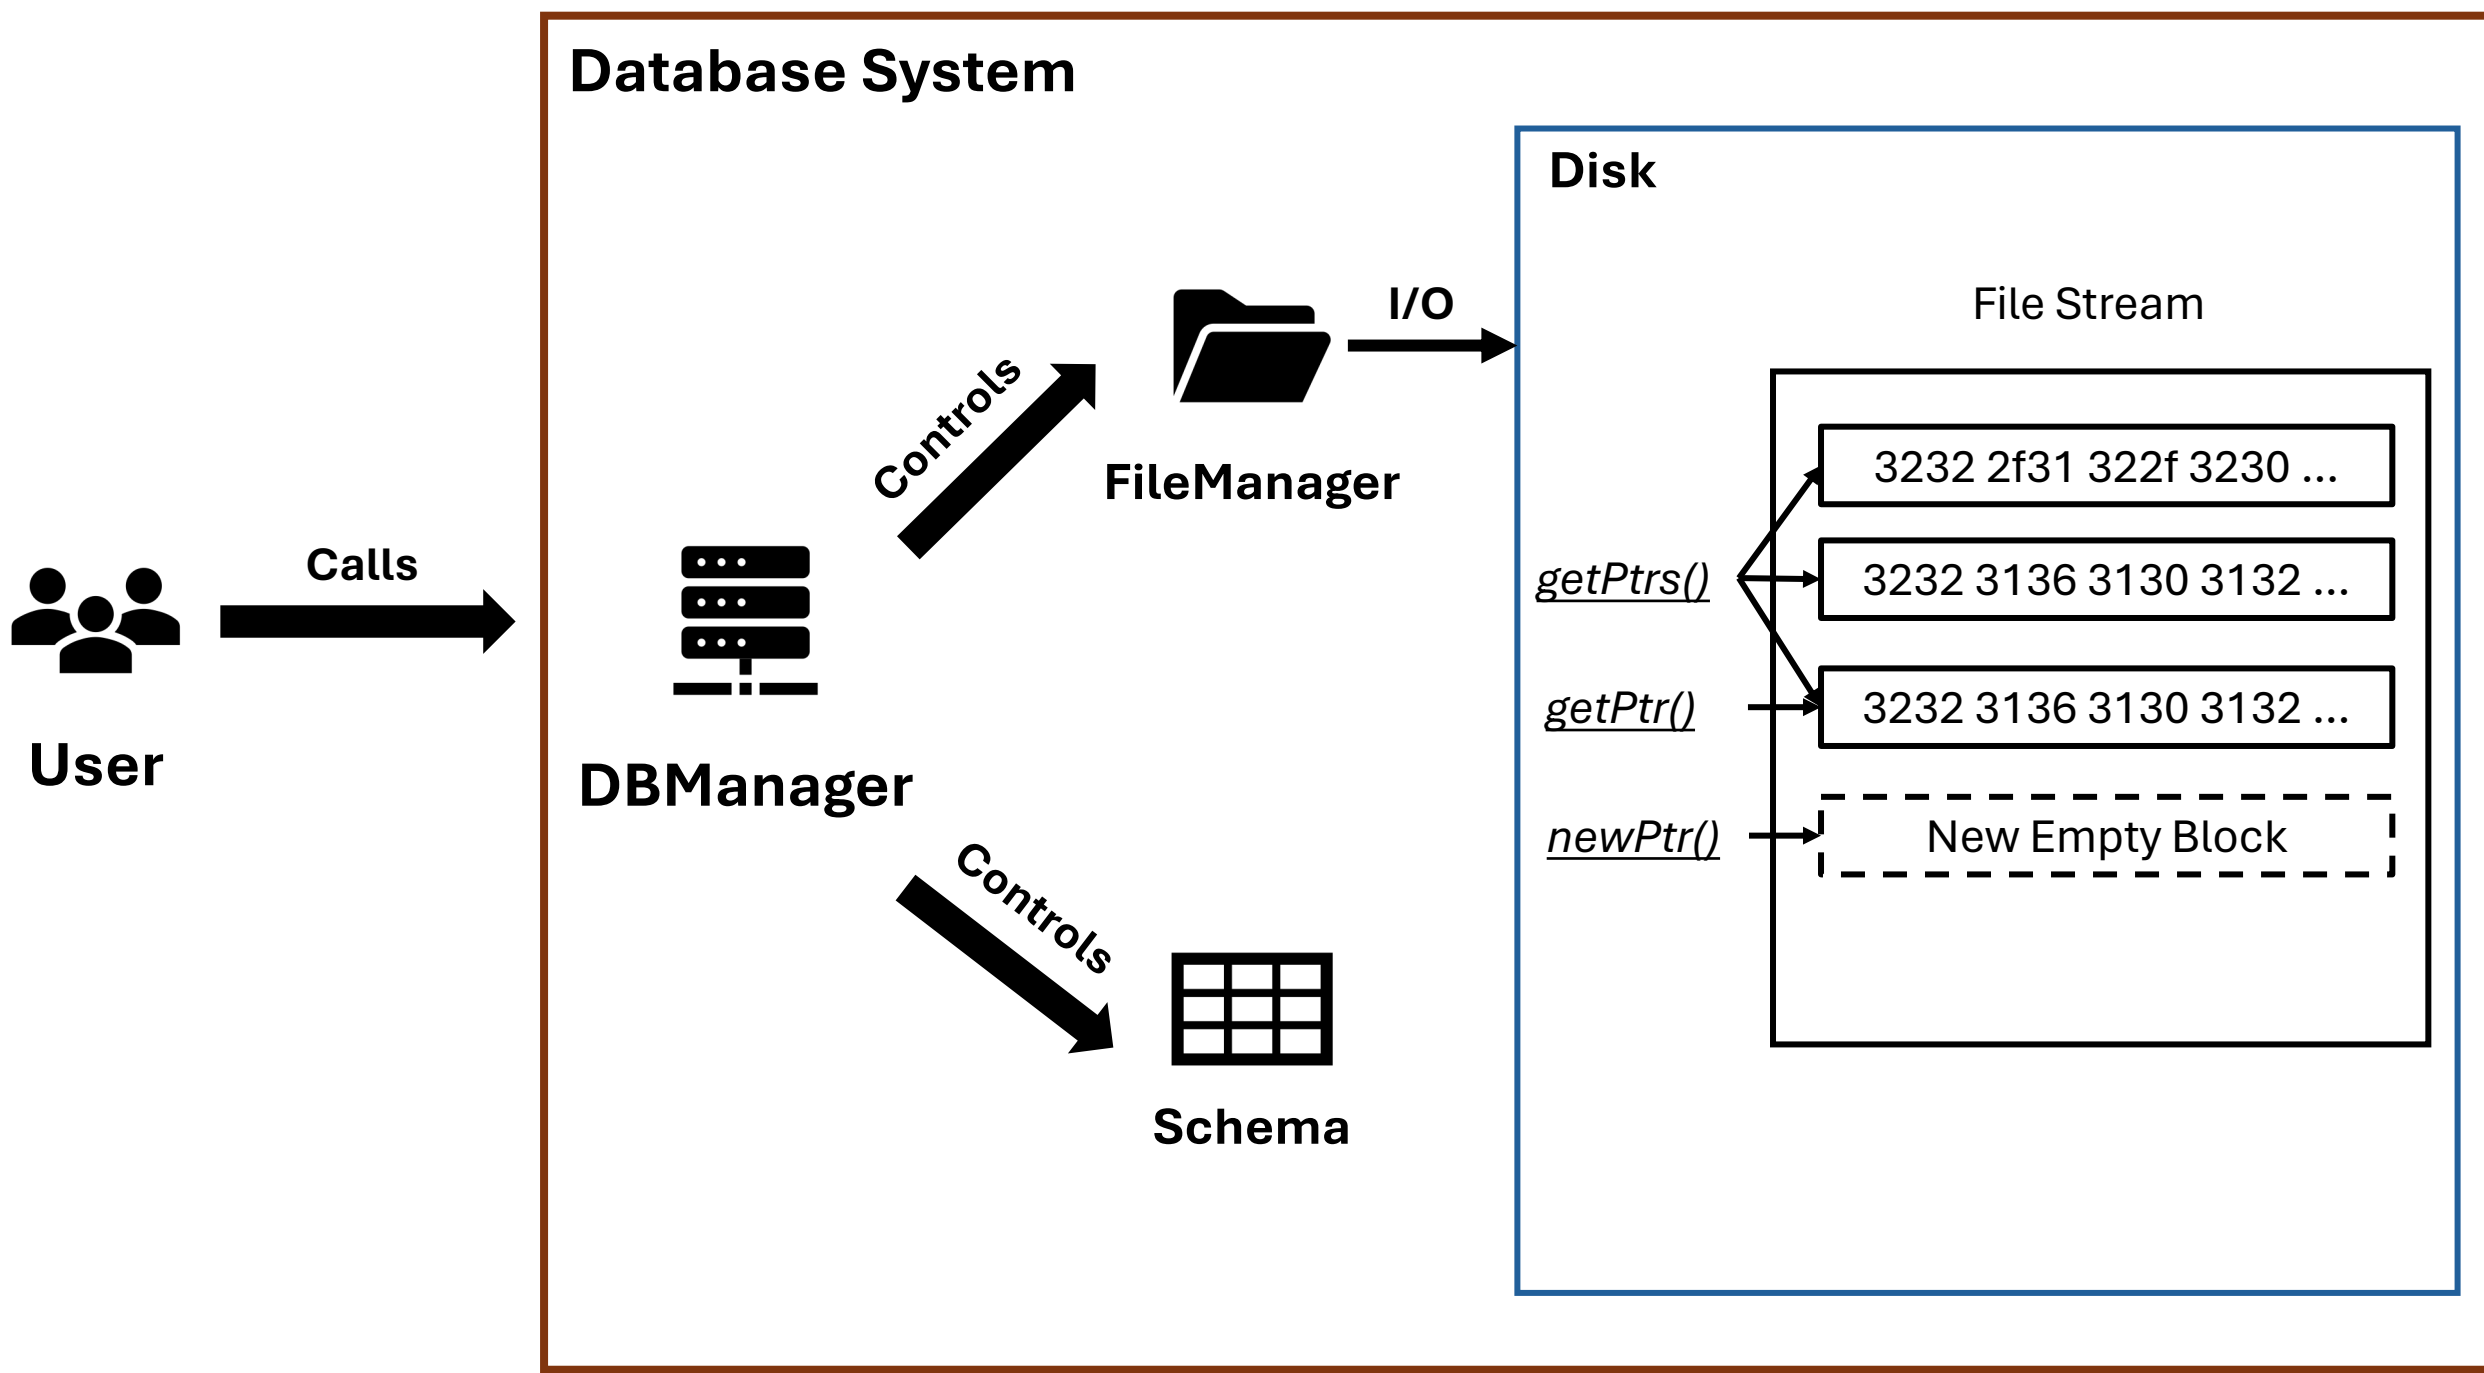 Database System
Disk
File Stream
I/O
Controls
FileManager
3232 2f31 322f 3230 ...
Calls
getPtrs()
3232 3136 3130 3132 ...
getPtr()
3232 3136 3130 3132 ...
User
DBManager
newPtr()
New Empty Block
Controls
Schema